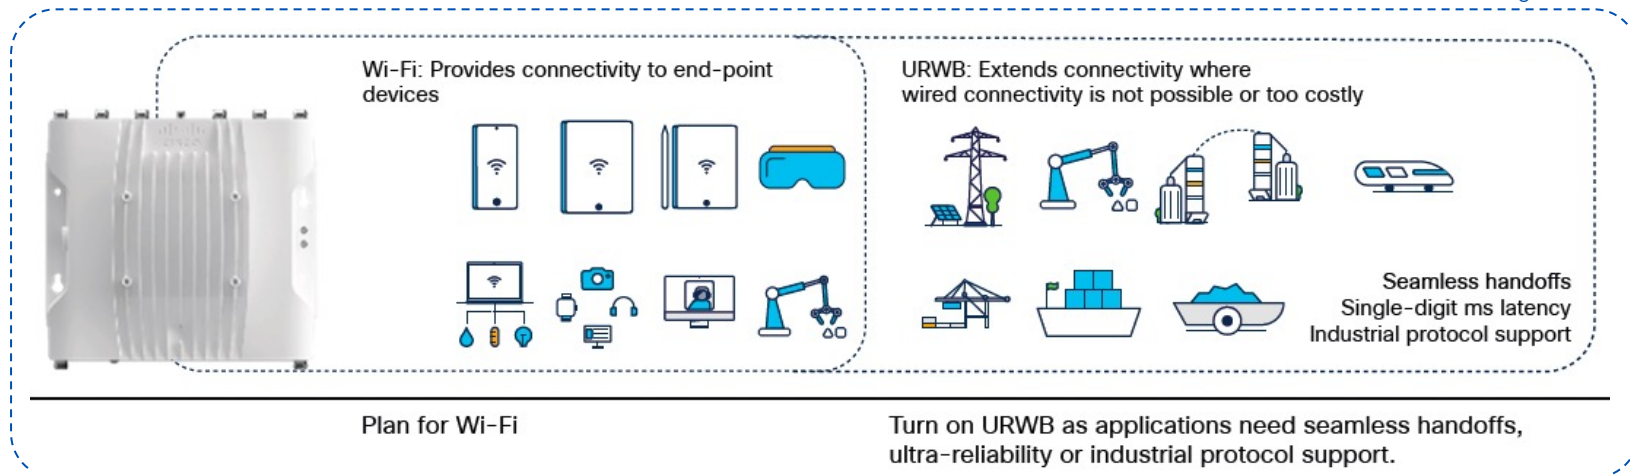 Wi-Fi: Provides connectivity to end-point
devices
URWB: Extends connectivity where
wired connectivity is not possible or too costly
Seamless handoffs
Single-digit ms latency
Industrial protocol support
Plan for Wi-Fi
Turn on URWB as applications need seamless handoffs,
ultra-reliability or industrial protocol support.